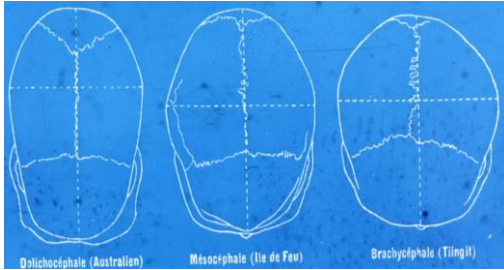 Dolichocéphale (Australien)
Mésocéphale (Ile de Feu)
Brachycéphale (Tlingit)